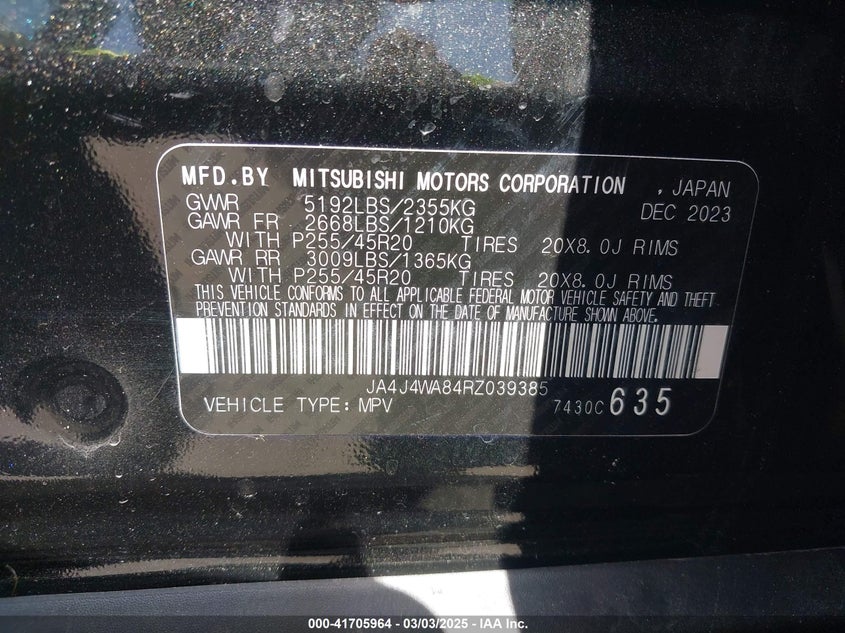 MFD.BY MITSUBISHI MOTORS CORPORATION , JAPAN
GVWR 5192LBS/2355KG DEC 2023
GAWR FR 2668LBS/1210KG
WITH P255/45R20 TIRES 20X8.0J RIMS
GAWR RR 3009LBS/1365KG
WITH P255/45R20 TIRES 20X8.0J RIMS
THIS VEHICLE CONFORMS TO ALL APPLICABLE FEDERAL MOTOR VEHICLE SAFETY AND THEFT
PREVENTION STANDARDS IN EFFECT ON THE DATE OF MANUFACTURE SHOWN ABOVE.
JA4J4WA84RZ039385
VEHICLE TYPE: MPV 7430C 635
000-41705964 - 03/03/2025 - IAA Inc.